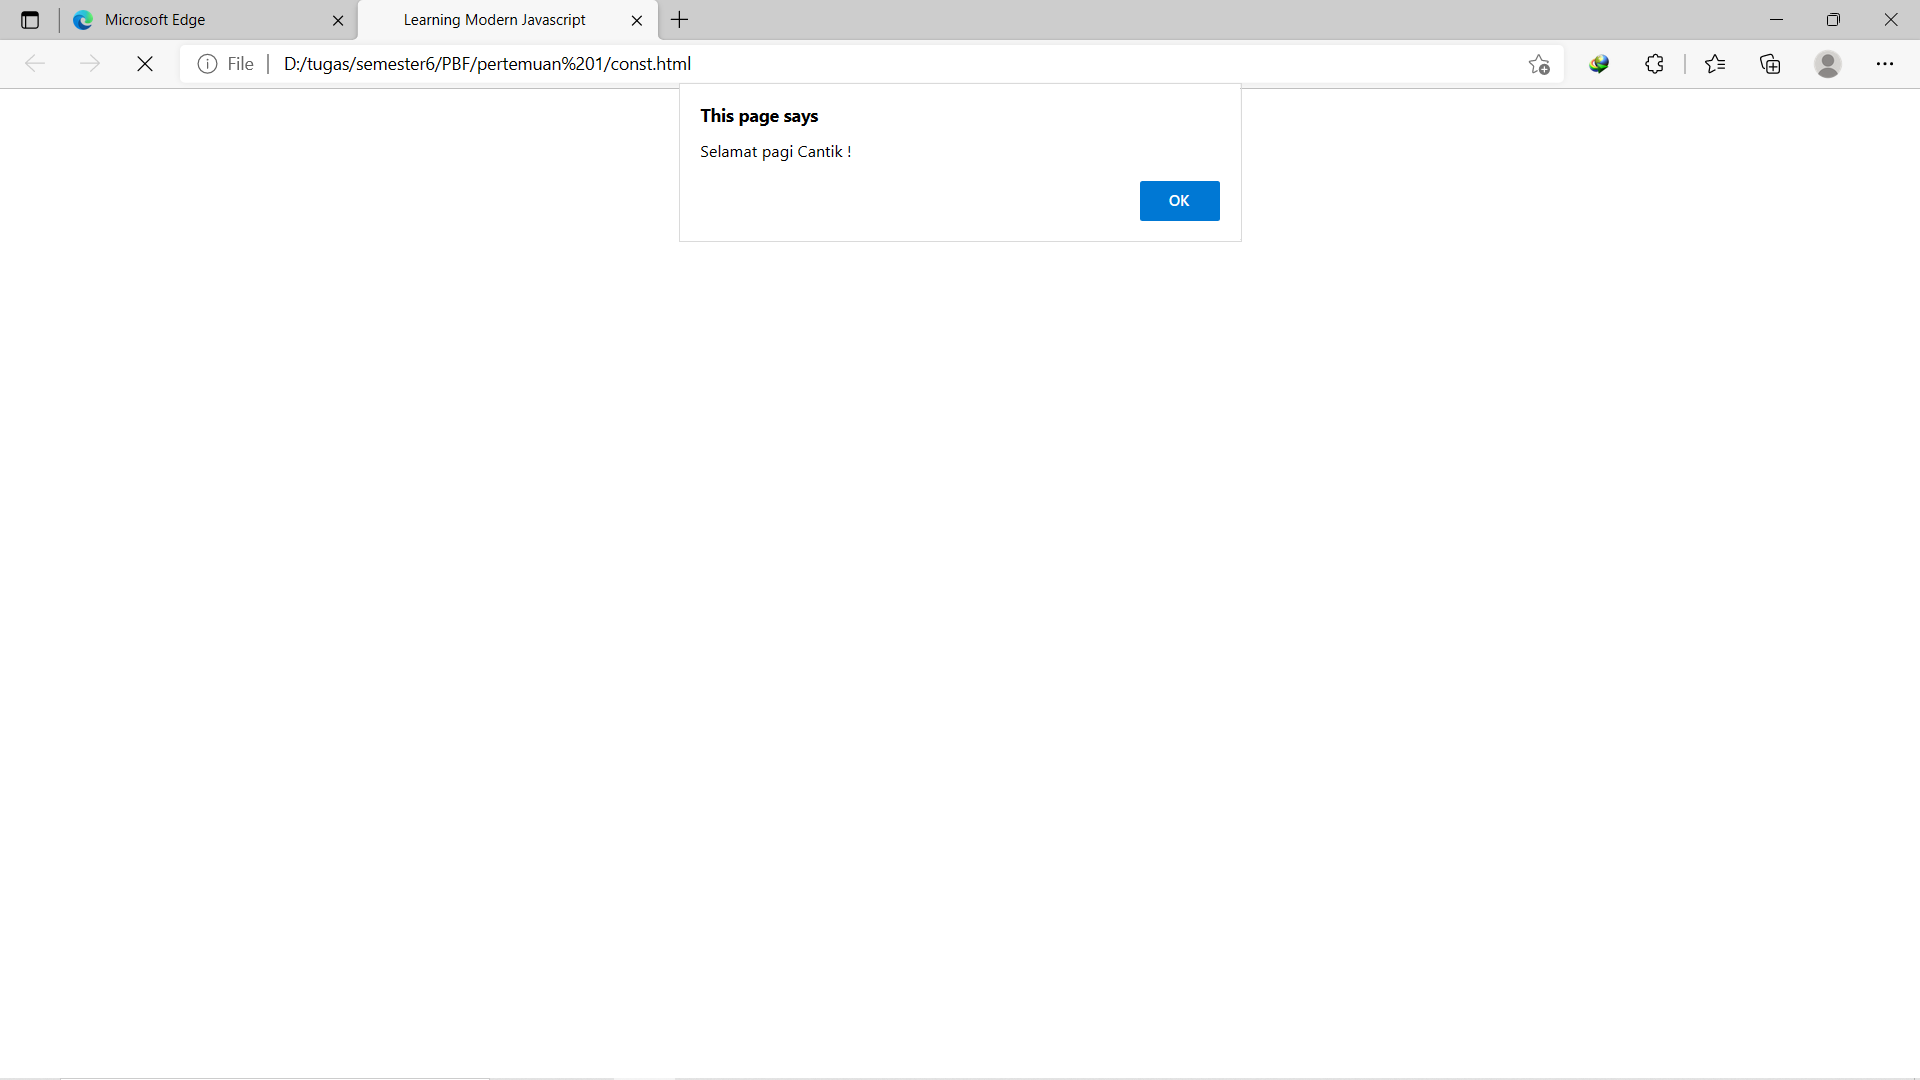 Microsoft Edge
Learning Modern Javascript
File
D:/tugas/semester6/PBF/pertemuan%201/const.html
This page says
Selamat pagi Cantik !
OK